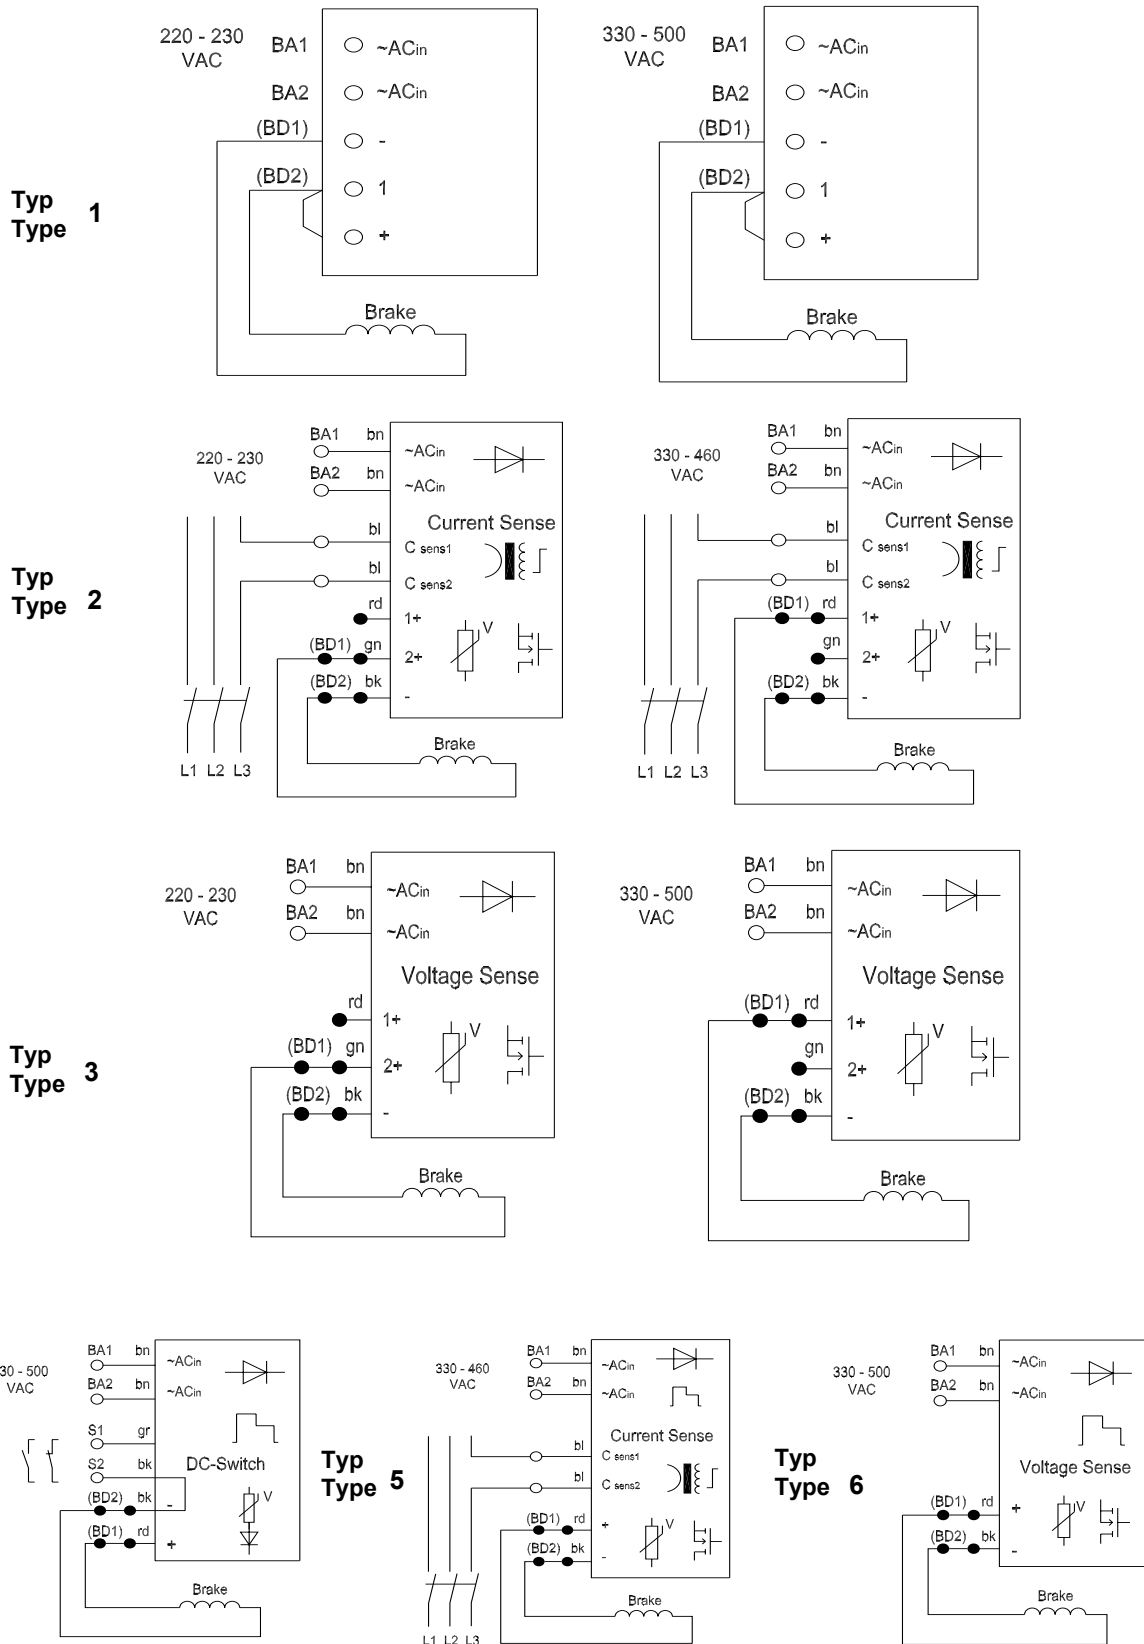 220 - 230
VAC
BA1
~ACin
BA2
~ACin
(BD1)
-
(BD2)
1
+
Brake
330 - 500
VAC
BA1
~ACin
BA2
~ACin
(BD1)
-
(BD2)
1
+
Brake
Typ
Type 1
220 - 230
VAC
BA1 bn
~ACin
BA2 bn
~ACin
Current Sense
bl
C sens1
bl
C sens2
rd
1+
V
(BD1) gn
2+
(BD2) bk
-
Brake
L1 L2 L3
330 - 460
VAC
BA1 bn
~ACin
BA2 bn
~ACin
Current Sense
bl
C sens1
bl
C sens2
(BD1) rd
1+
V
gn
2+
(BD2) bk
-
Brake
L1 L2 L3
Typ
Type 2
220 - 230
VAC
BA1 bn
~ACin
BA2 bn
~ACin
Voltage Sense
rd
1+
V
(BD1) gn
2+
(BD2) bk
-
Brake
330 - 500
VAC
BA1 bn
~ACin
BA2 bn
~ACin
Voltage Sense
(BD1) rd
1+
V
gn
2+
(BD2) bk
-
Brake
Typ
Type 3
30 - 500
VAC
BA1 bn
~ACin
BA2 bn
~ACin
S1 gr
S2 bk
DC-Switch
(BD2) bk
-
V
(BD1) rd
+
Brake
Typ
Type 5
330 - 460
VAC
BA1 bn
~ACin
BA2 bn
~ACin
Current Sense
bl
C sens1
bl
C sens2
(BD1) rd
+
V
(BD2) bk
-
Brake
L1 L2 L3
Typ
Type 6
330 - 500
VAC
BA1 bn
~ACin
BA2 bn
~ACin
Voltage Sense
(BD1) rd
+
V
(BD2) bk
-
Brake